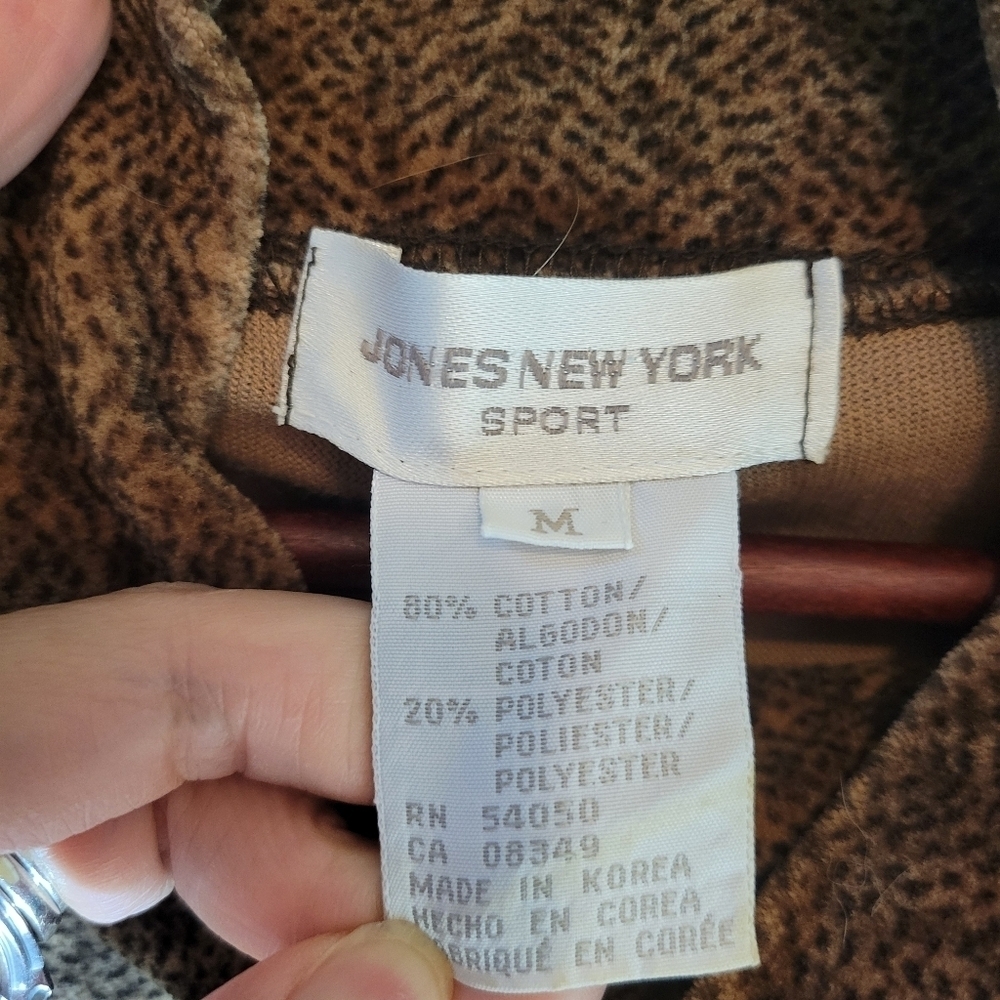 JONES NEW YORK
SPORT
M
80% COTTON/
ALGODON/
COTON
20% POLYESTER/
POLIESTER/
POLYESTER
RN 54050
CA 08349
MADE IN KOREA
HECHO EN COREA
BRIQUÉ EN CORÉE